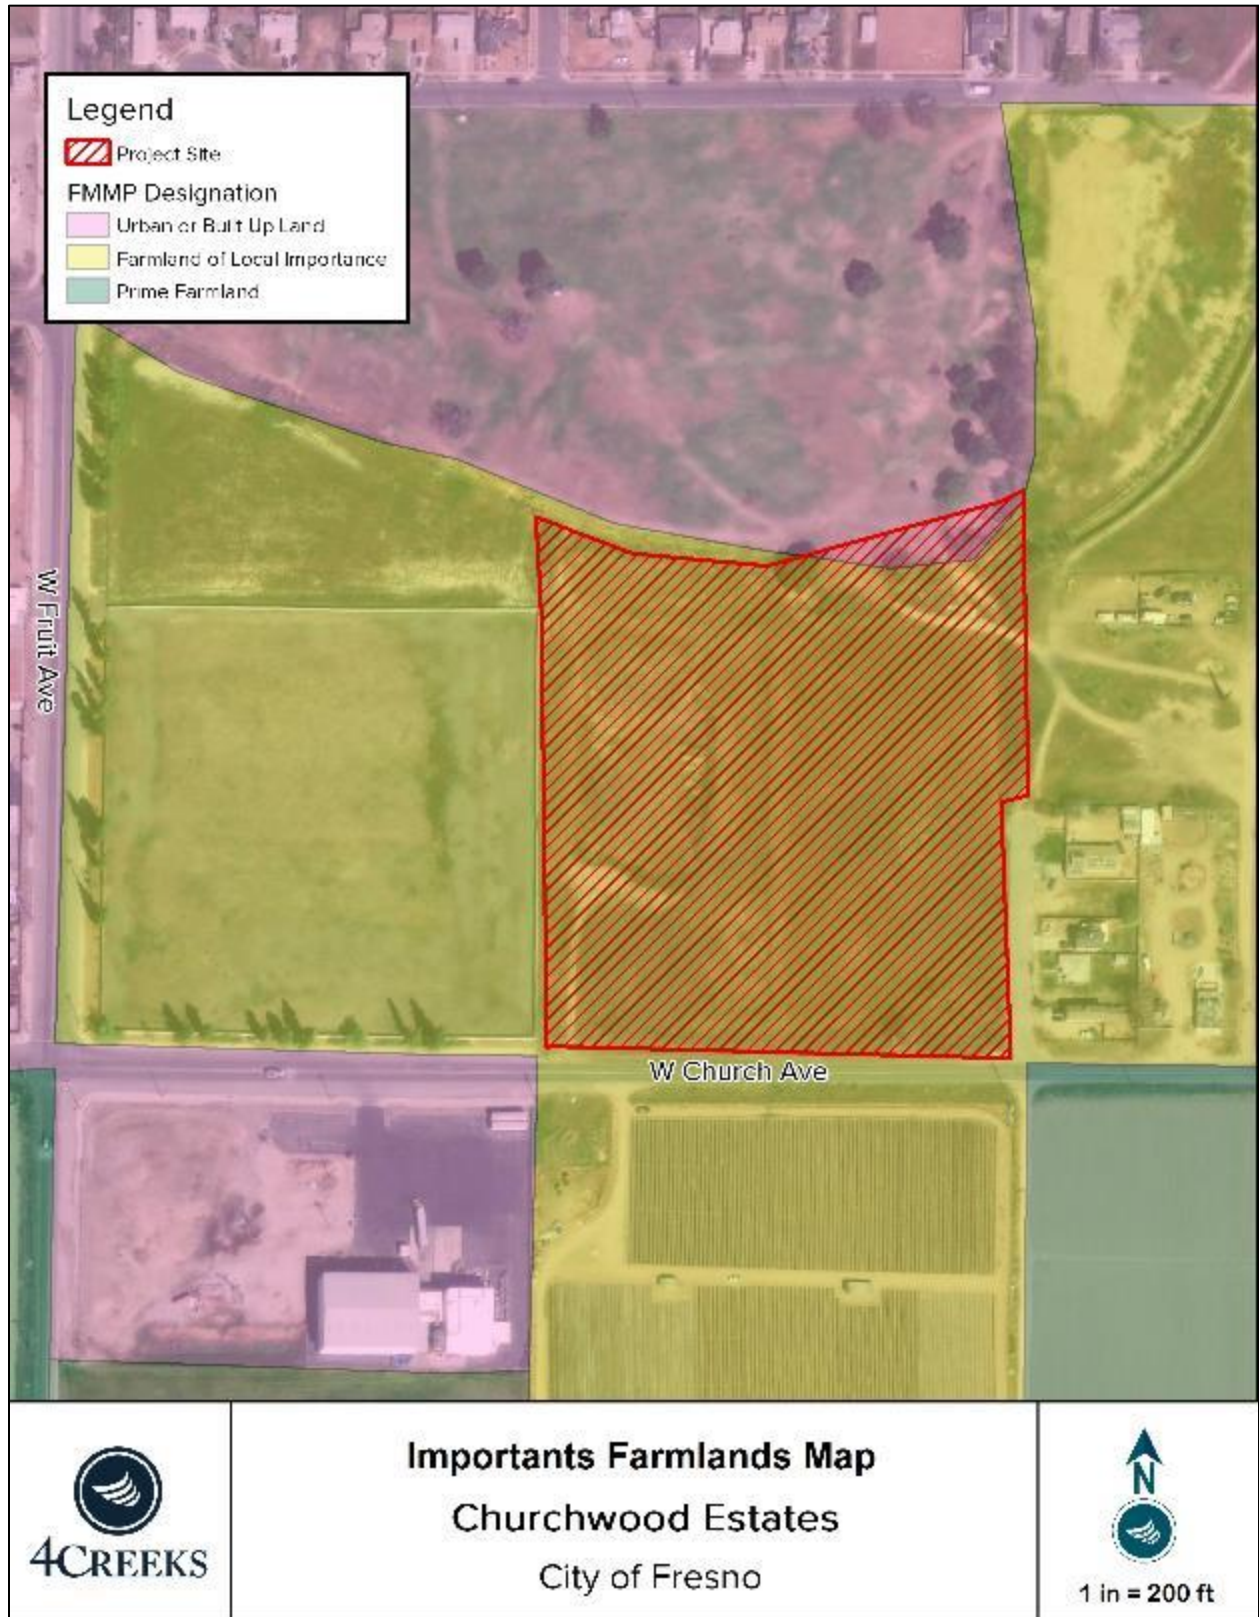 Legend
Project Site
FMMP Designation
Urban or Built Up Land
Farmland of Local Importance
Prime Farmland
W Fruit Ave
W Church Ave
4CREEKS
Importants Farmlands Map
Churchwood Estates
City of Fresno
N
1 in = 200 ft